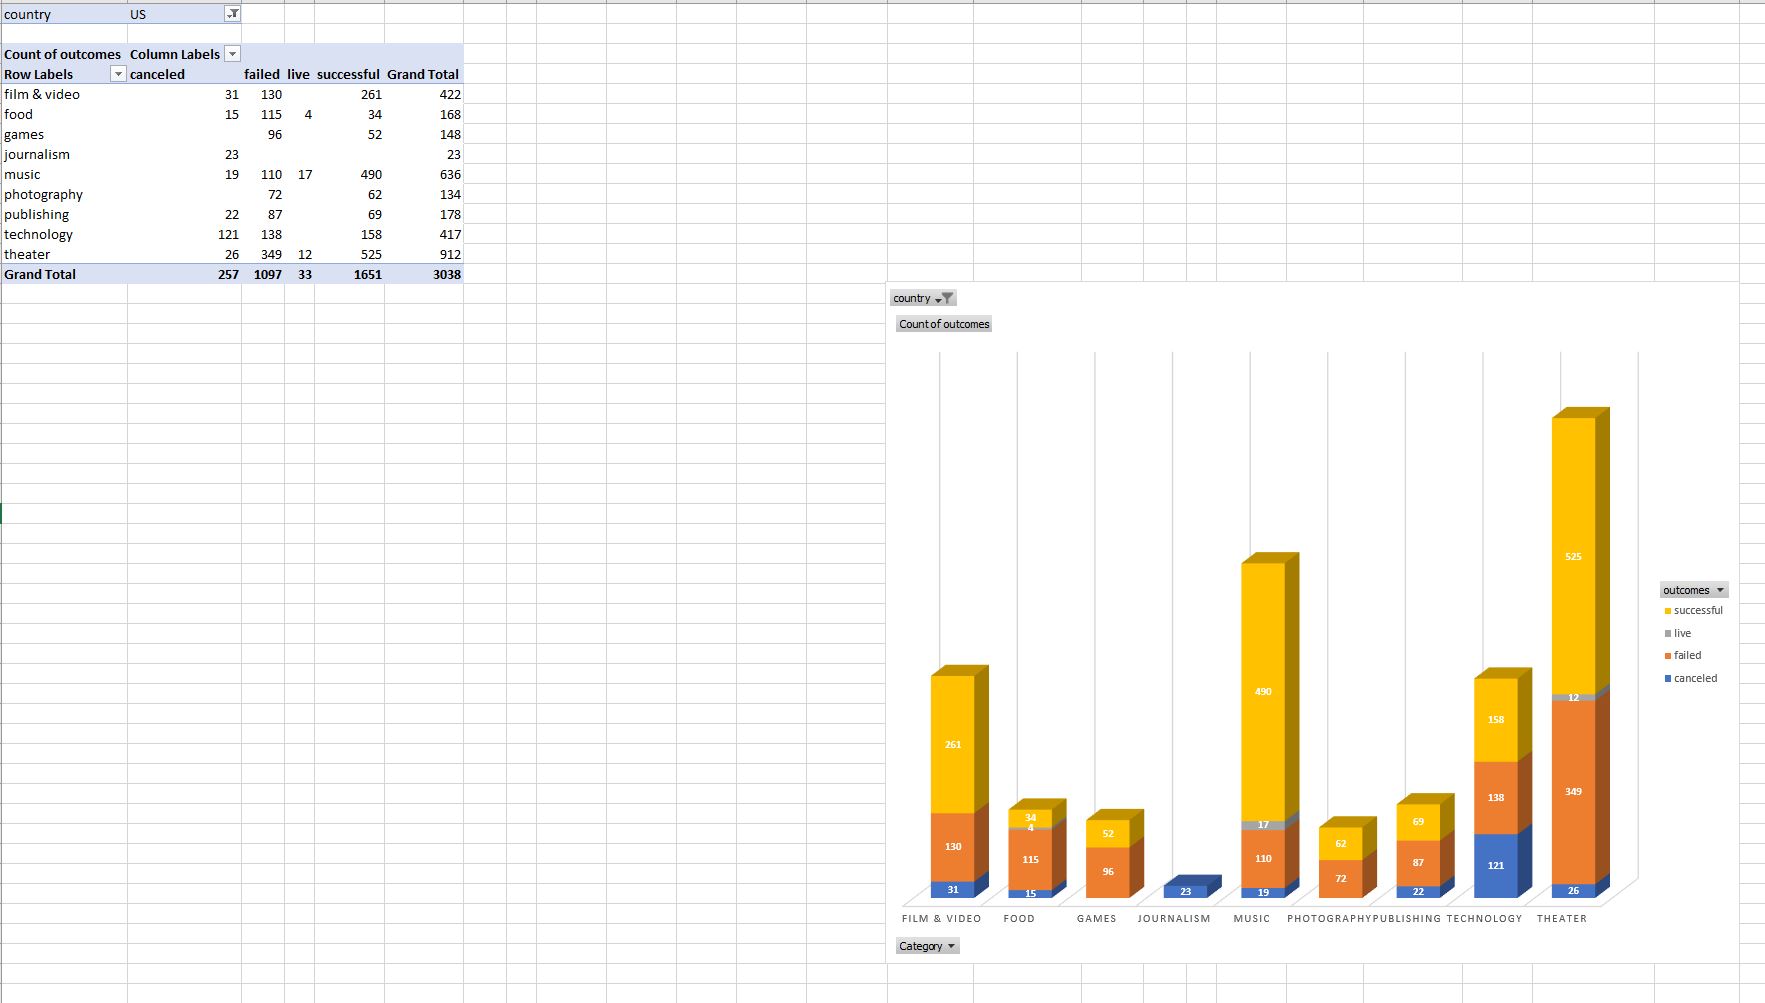 country US
Count of outcomes Column Labels
Row Labels canceled failed live successful Grand Total
film & video 31 130 261 422
food 15 115 4 34 168
games 96 52 148
journalism 23 23
music 19 110 17 490 636
photography 72 62 134
publishing 22 87 69 178
technology 121 138 158 417
theater 26 349 12 525 912
Grand Total 257 1097 33 1651 3038
country
Count of outcomes
261
130
31
34
4
115
15
52
96
23
490
17
110
19
62
72
69
87
22
158
138
121
525
12
349
26
FILM & VIDEO FOOD GAMES JOURNALISM MUSIC PHOTOGRAPHY PUBLISHING TECHNOLOGY THEATER
Category
outcomes
successful
live
failed
canceled